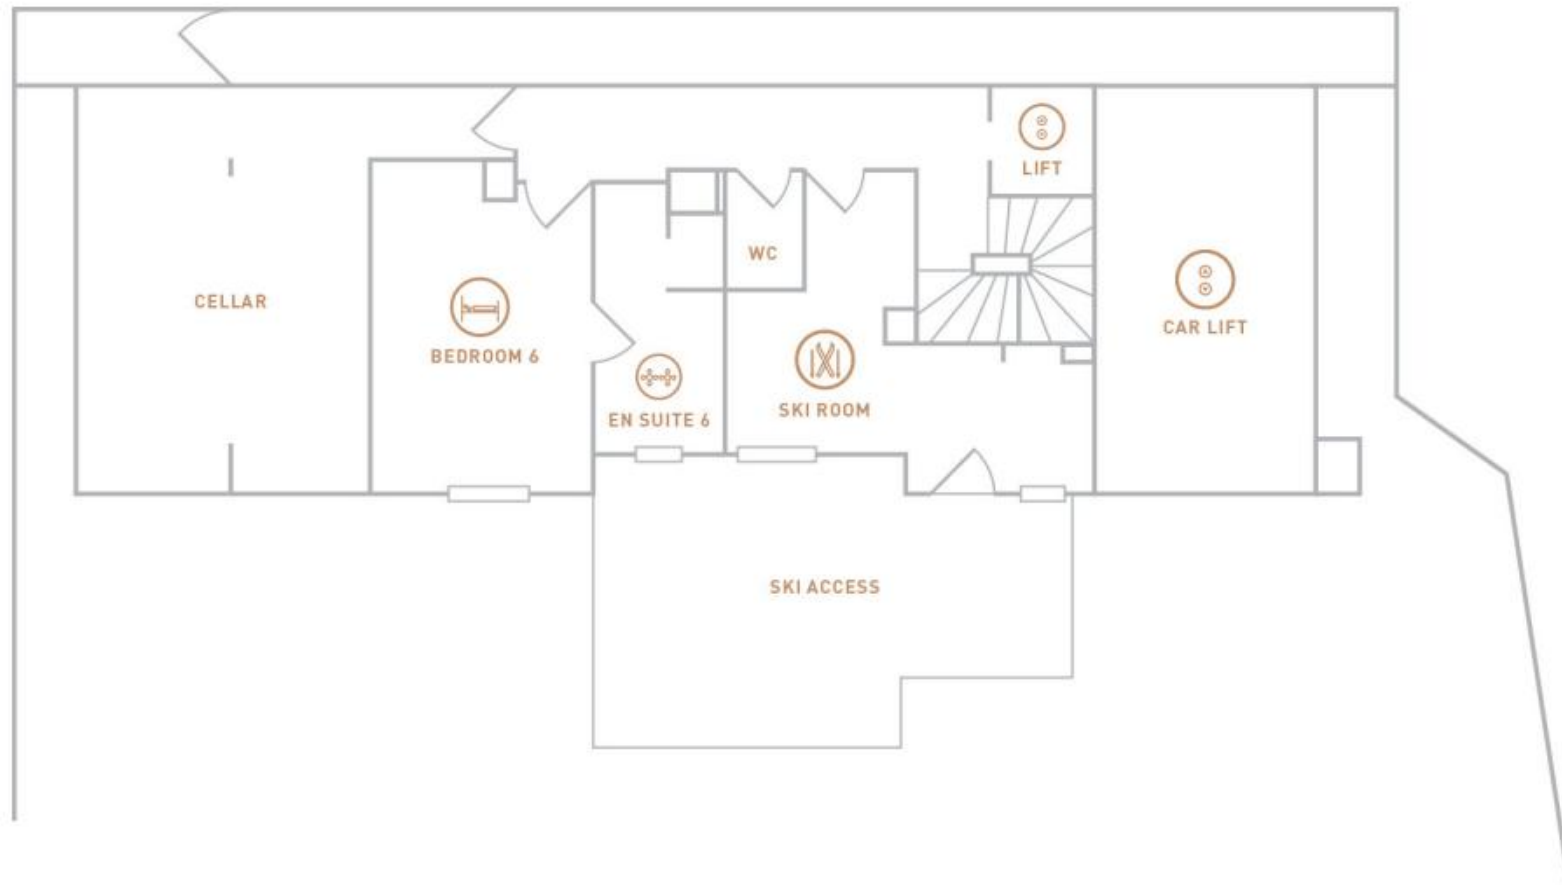 LIFT
WC
CELLAR
CAR LIFT
BEDROOM 6
SKI ROOM
EN SUITE 6
SKI ACCESS